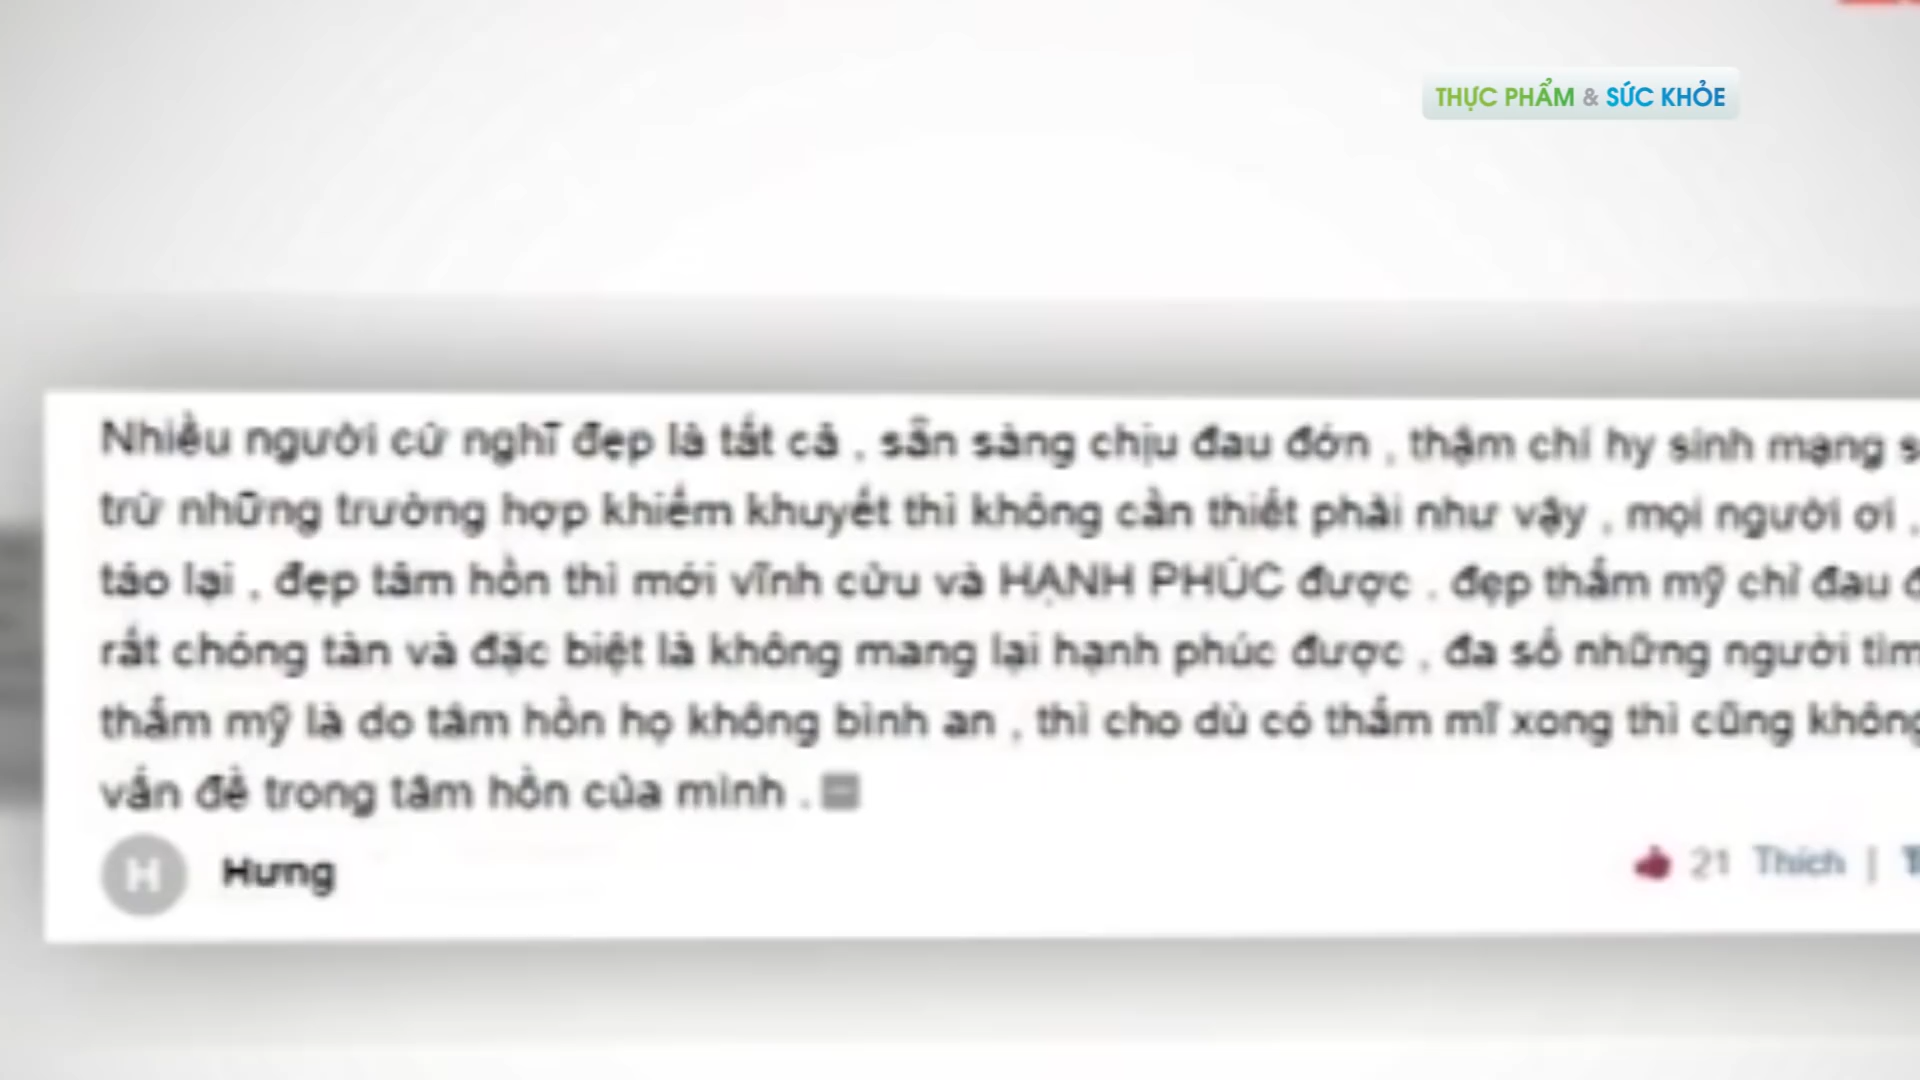 THỰC PHẨM & SỨC KHỎE
Nhiều người cứ nghĩ đẹp là tất cả , sẵn sàng chịu đau đớn , thậm chí hy sinh mạng
trừ những trường hợp khiếm khuyết thì không cần thiết phải như vậy , mọi người ơi ,
táo lại , đẹp tâm hồn thì mới vĩnh cửu và HẠNH PHÚC được . đẹp thẩm mỹ chỉ đau
rất chóng tàn và đặc biệt là không mang lại hạnh phúc được , đa số những người tìm
thẩm mỹ là do tâm hồn họ không bình an , thì cho dù có thẩm mĩ xong thì cũng không
vấn đề trong tâm hồn của mình .
H Hưng
21 Thích |